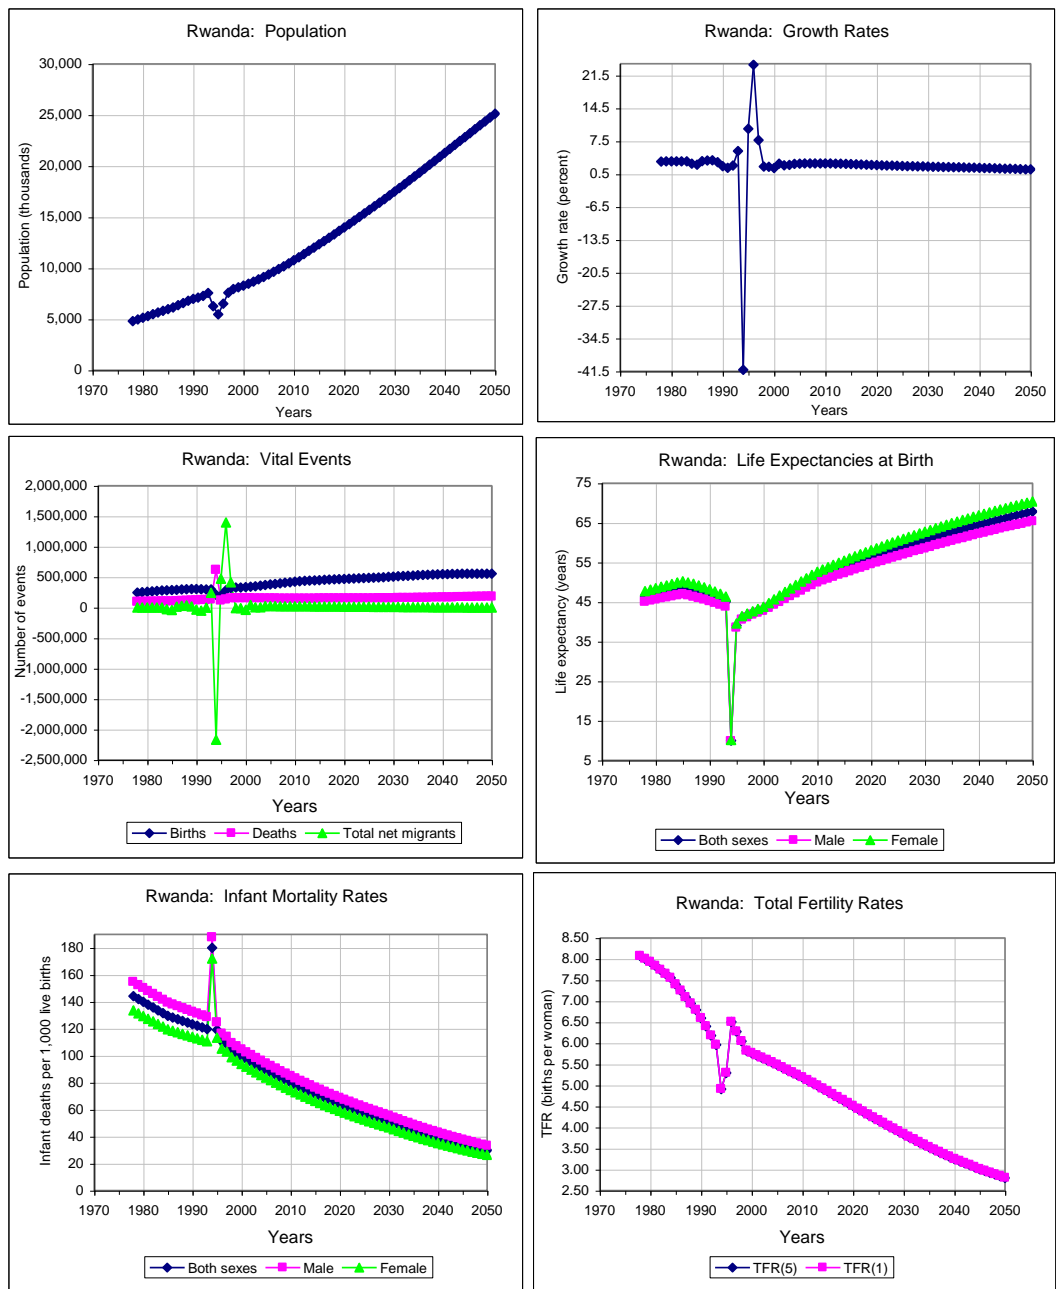 Rwanda: Population
30,000
25,000
20,000
15,000
10,000
5,000
0
Population (thousands)
1970 1980 1990 2000 2010 2020 2030 2040 2050
Years
Rwanda: Growth Rates
21.5
14.5
7.5
0.5
-6.5
-13.5
-20.5
-27.5
-34.5
-41.5
Growth rate (percent)
1970 1980 1990 2000 2010 2020 2030 2040 2050
Years
Rwanda: Vital Events
2,000,000
1,500,000
1,000,000
500,000
0
-500,000
-1,000,000
-1,500,000
-2,000,000
-2,500,000
Number of events
1970 1980 1990 2000 2010 2020 2030 2040 2050
Years
Births Deaths Total net migrants
Rwanda: Life Expectancies at Birth
75
65
55
45
35
25
15
5
Life expectancy (years)
1970 1980 1990 2000 2010 2020 2030 2040 2050
Years
Both sexes Male Female
Rwanda: Infant Mortality Rates
180
160
140
120
100
80
60
40
20
0
Infant deaths per 1,000 live births
1970 1980 1990 2000 2010 2020 2030 2040 2050
Years
Both sexes Male Female
Rwanda: Total Fertility Rates
8.50
8.00
7.50
7.00
6.50
6.00
5.50
5.00
4.50
4.00
3.50
3.00
2.50
TFR (births per woman)
1970 1980 1990 2000 2010 2020 2030 2040 2050
Years
TFR(5) TFR(1)